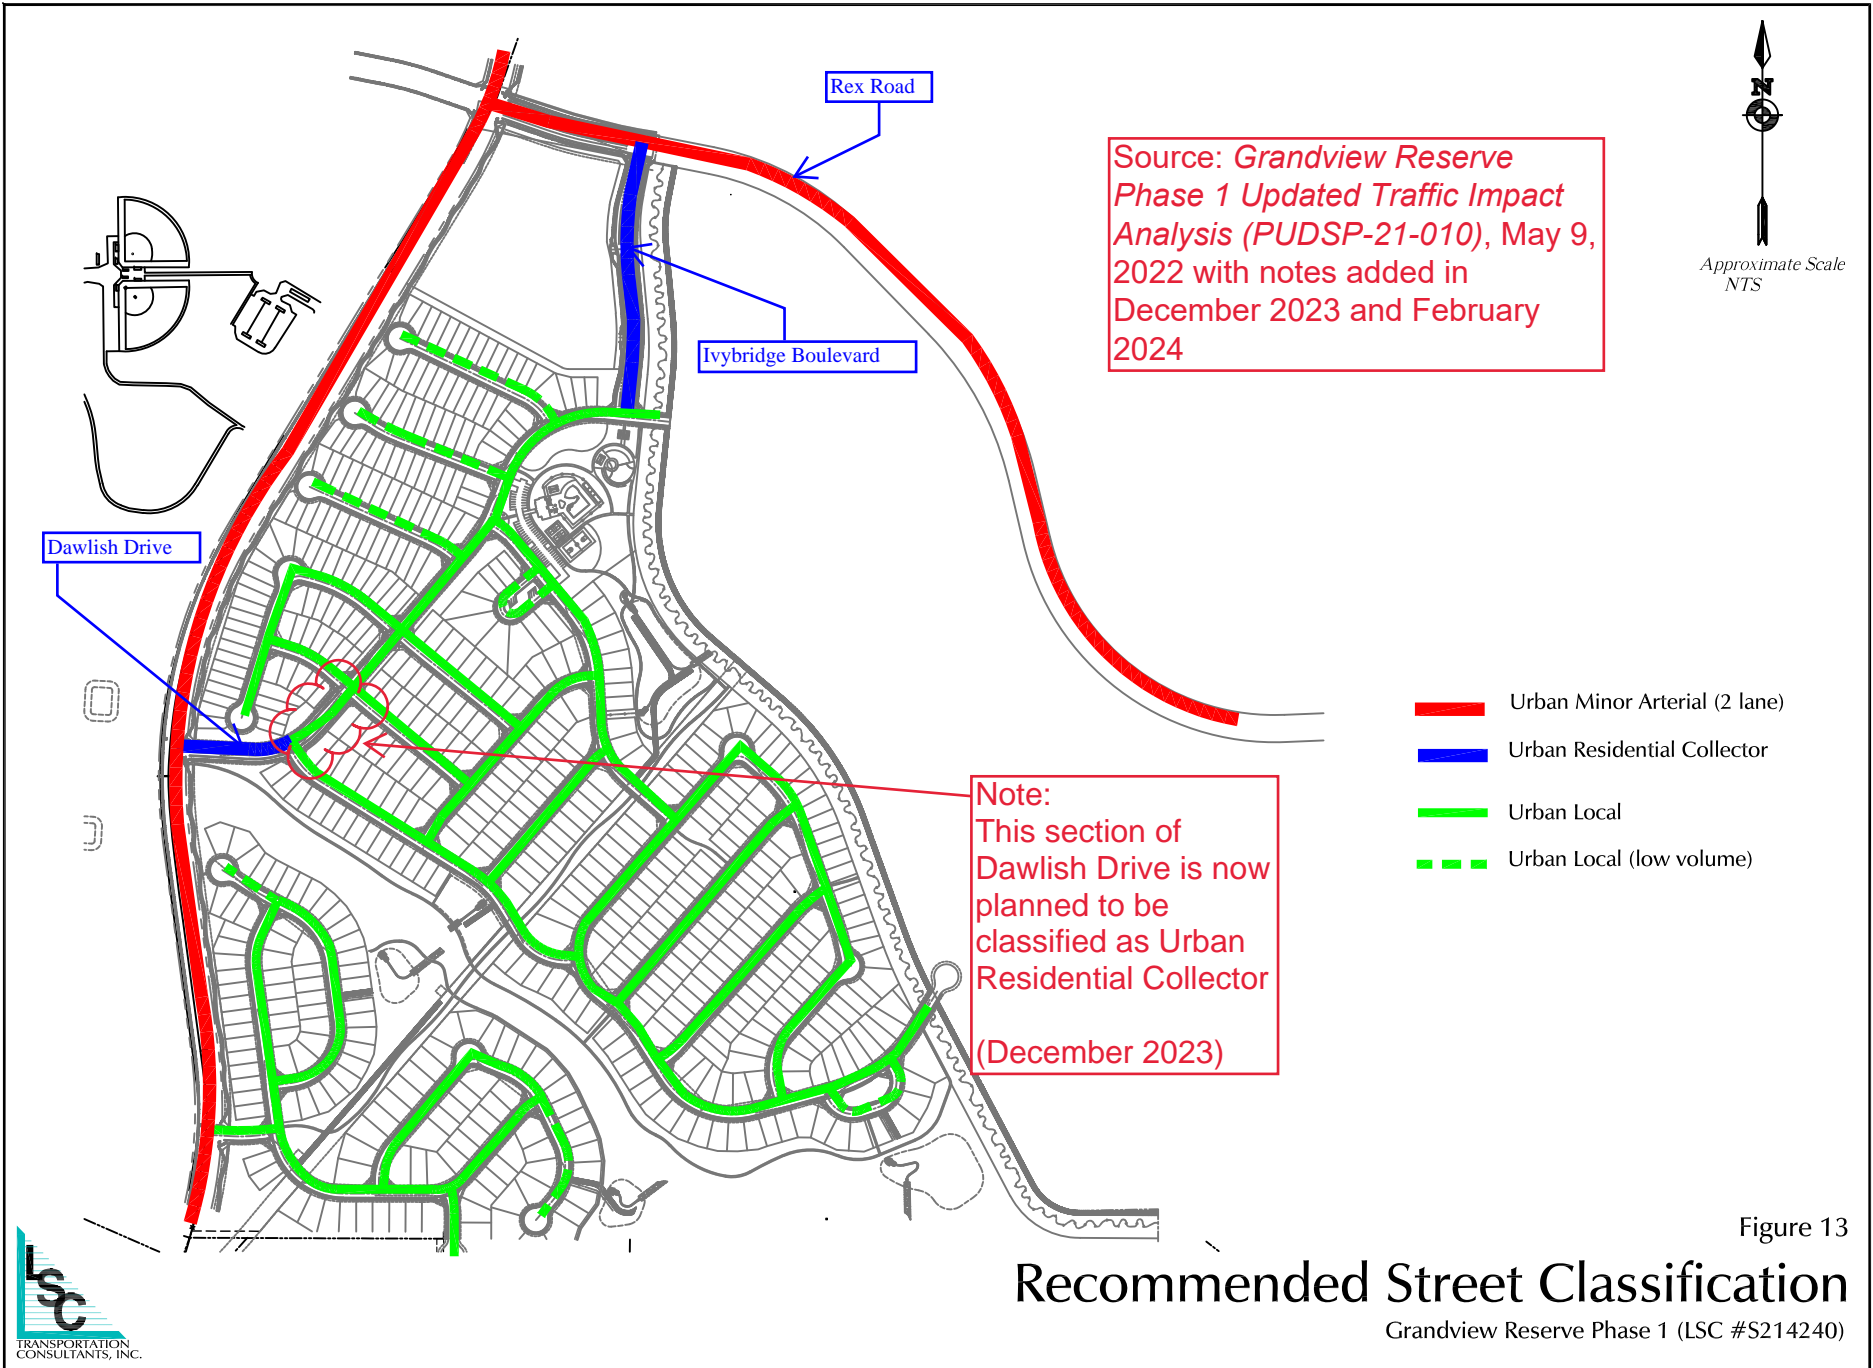 Rex Road
N
Source: Grandview Reserve
Phase 1 Updated Traffic Impact
Analysis (PUDSP-21-010), May 9,
2022 with notes added in
December 2023 and February
2024
Approximate Scale
NTS
Ivybridge Boulevard
Dawlish Drive
Urban Minor Arterial (2 lane)
Urban Residential Collector
Urban Local
Urban Local (low volume)
Note:
This section of
Dawlish Drive is now
planned to be
classified as Urban
Residential Collector
(December 2023)
Figure 13
Recommended Street Classification
Grandview Reserve Phase 1 (LSC #S214240)
LSC
TRANSPORTATION
CONSULTANTS, INC.